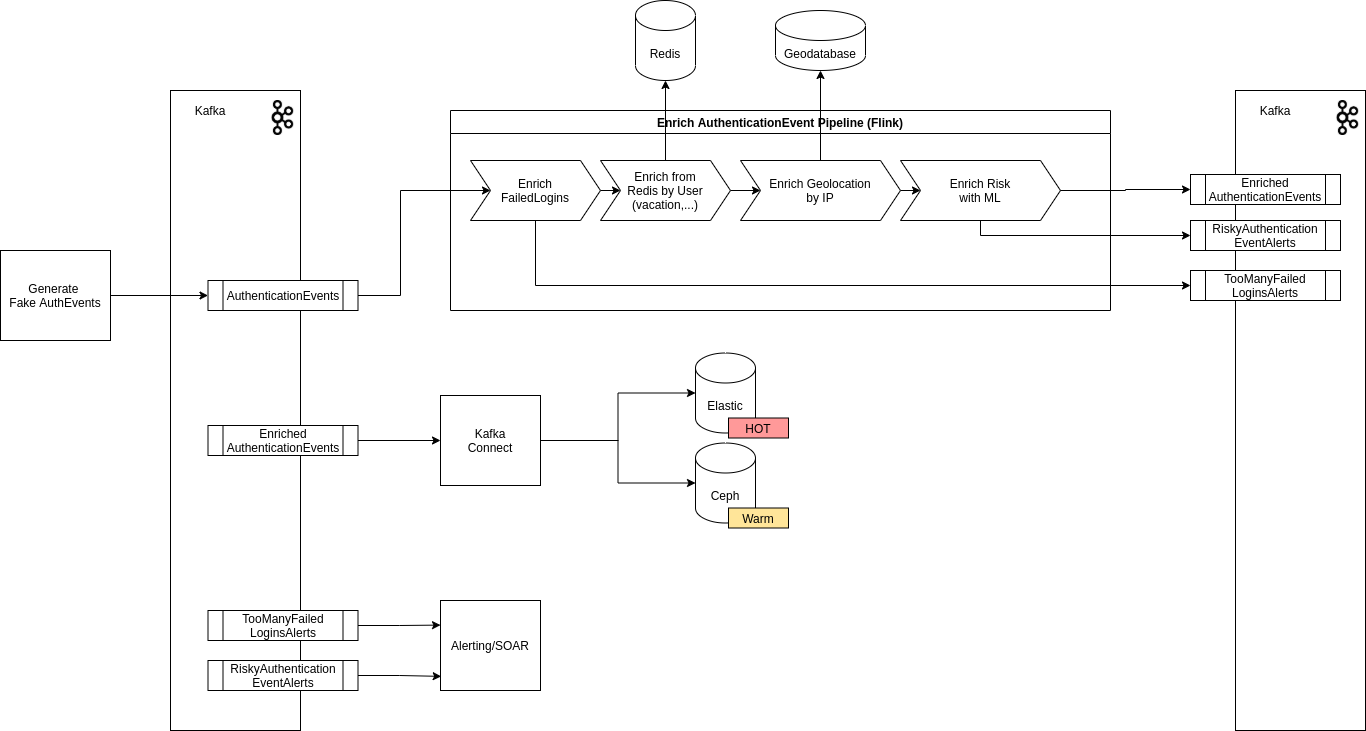 Redis
Geodatabase
Kafka
Kafka
Enrich AuthenticationEvent Pipeline (Flink)
Enrich
FailedLogins
Enrich from
Redis by User
(vacation,...)
Enrich Geolocation
by IP
Enrich Risk
with ML
Enriched
AuthenticationEvents
RiskyAuthentication
EventAlerts
TooManyFailed
LoginsAlerts
Generate
Fake AuthEvents
AuthenticationEvents
Enriched
AuthenticationEvents
Kafka
Connect
Elastic
HOT
Ceph
Warm
TooManyFailed
LoginsAlerts
RiskyAuthentication
EventAlerts
Alerting/SOAR